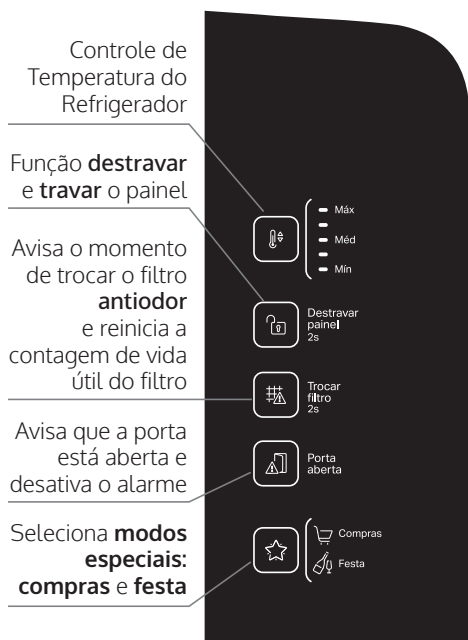 Controle de
Temperatura do
Refrigerador
Função destravar
e travar o painel
Avisa o momento
de trocar o filtro
antiodor
e reinicia a
contagem de vida
útil do filtro
Avisa que a porta
está aberta e
desativa o alarme
Seleciona modos
especiais:
compras e festa
Máx
Méd
Mín
Destravar
painel
2s
Trocar
filtro
2s
Porta
aberta
Compras
Festa